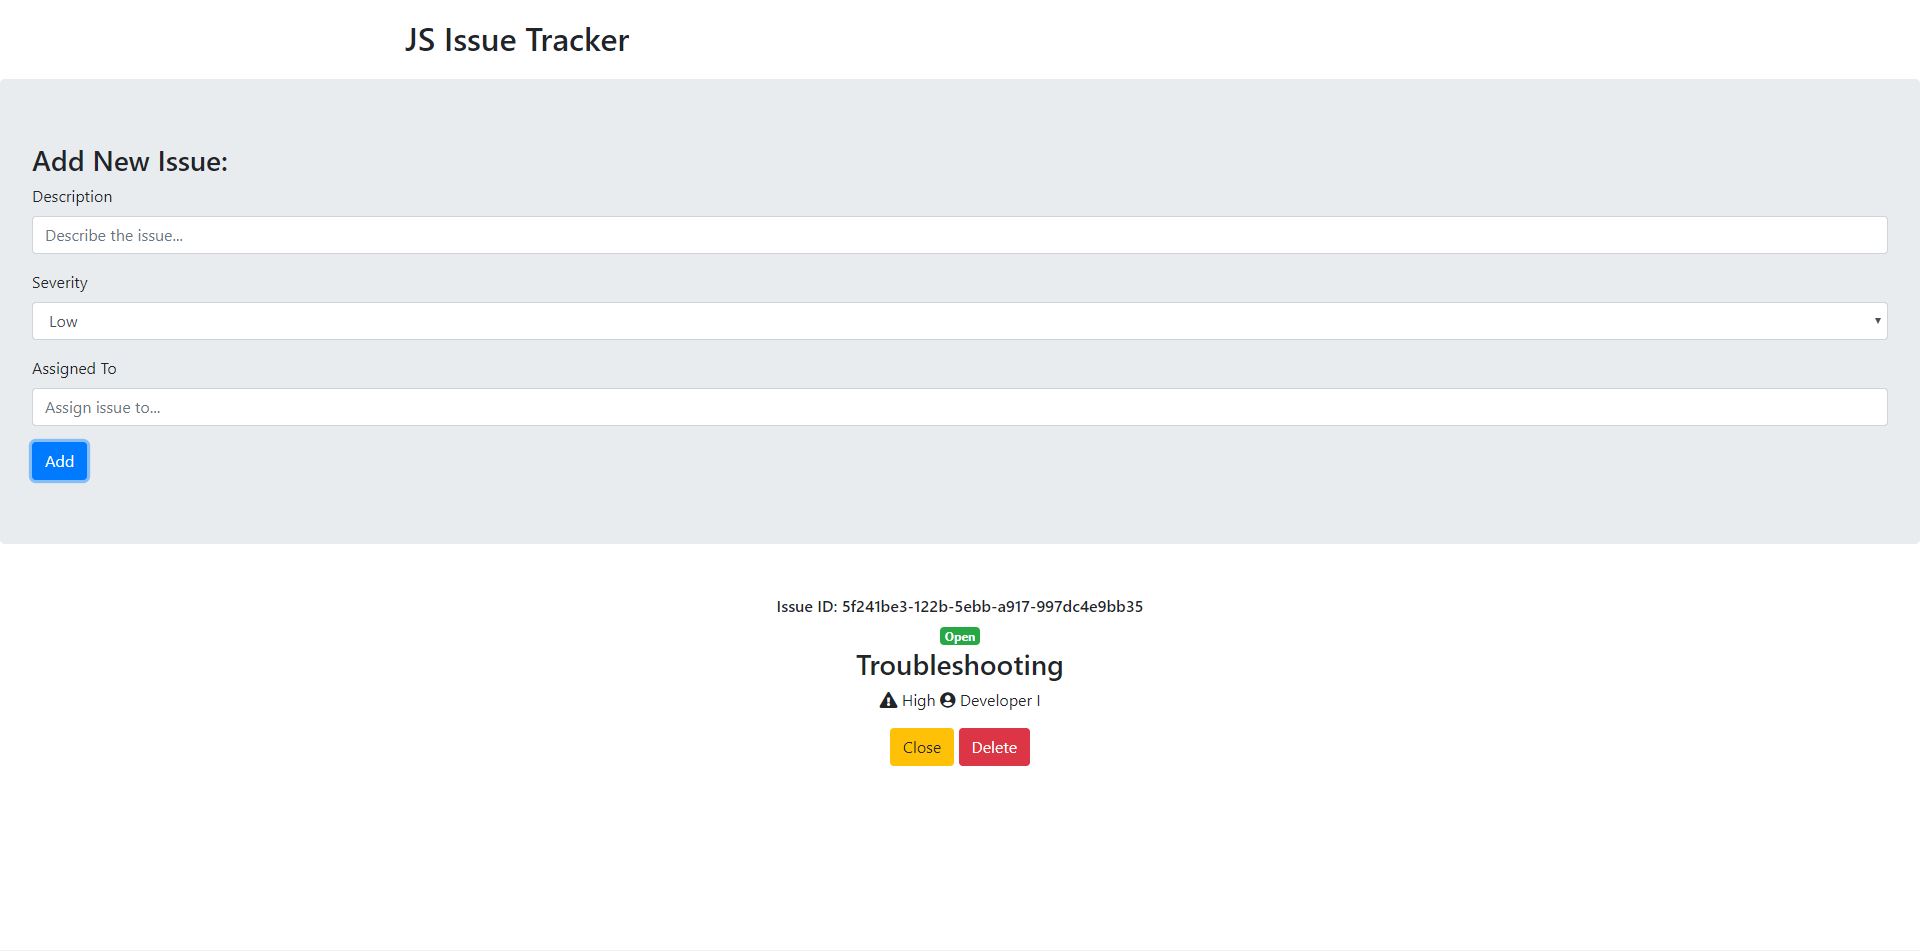 JS Issue Tracker
Add New Issue:
Description
Describe the issue...
Severity
Low
Assigned To
Assign issue to...
Add
Issue ID: 5f241be3-122b-5ebb-a917-997dc4e9bb35
Open
Troubleshooting
High Developer I
Close Delete